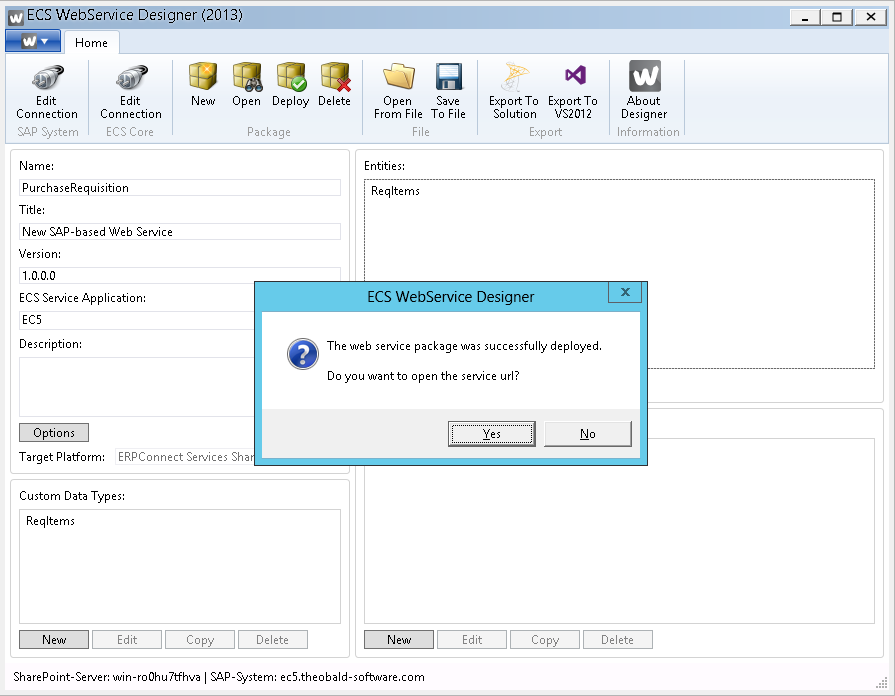 ECS WebService Designer (2013)
W
Home
Edit Connection
Edit Connection
New
Open
Deploy
Delete
Open From File
Save To File
Export To Solution
Export To VS2012
W
About Designer
SAP System
ECS Core
Package
File
Export
Information
Name:
PurchaseRequisition
Title:
New SAP-based Web Service
Version:
1.0.0.0
ECS Service Application:
EC5
Description:
Options
Target Platform: ERPConnect Services Shar
Custom Data Types:
ReqItems
New Edit Copy Delete
Entities:
ReqItems
ECS WebService Designer
The web service package was successfully deployed.
Do you want to open the service url?
Yes No
New Edit Copy Delete
SharePoint-Server: win-ro0hu7tfhva | SAP-System: ec5.theobald-software.com